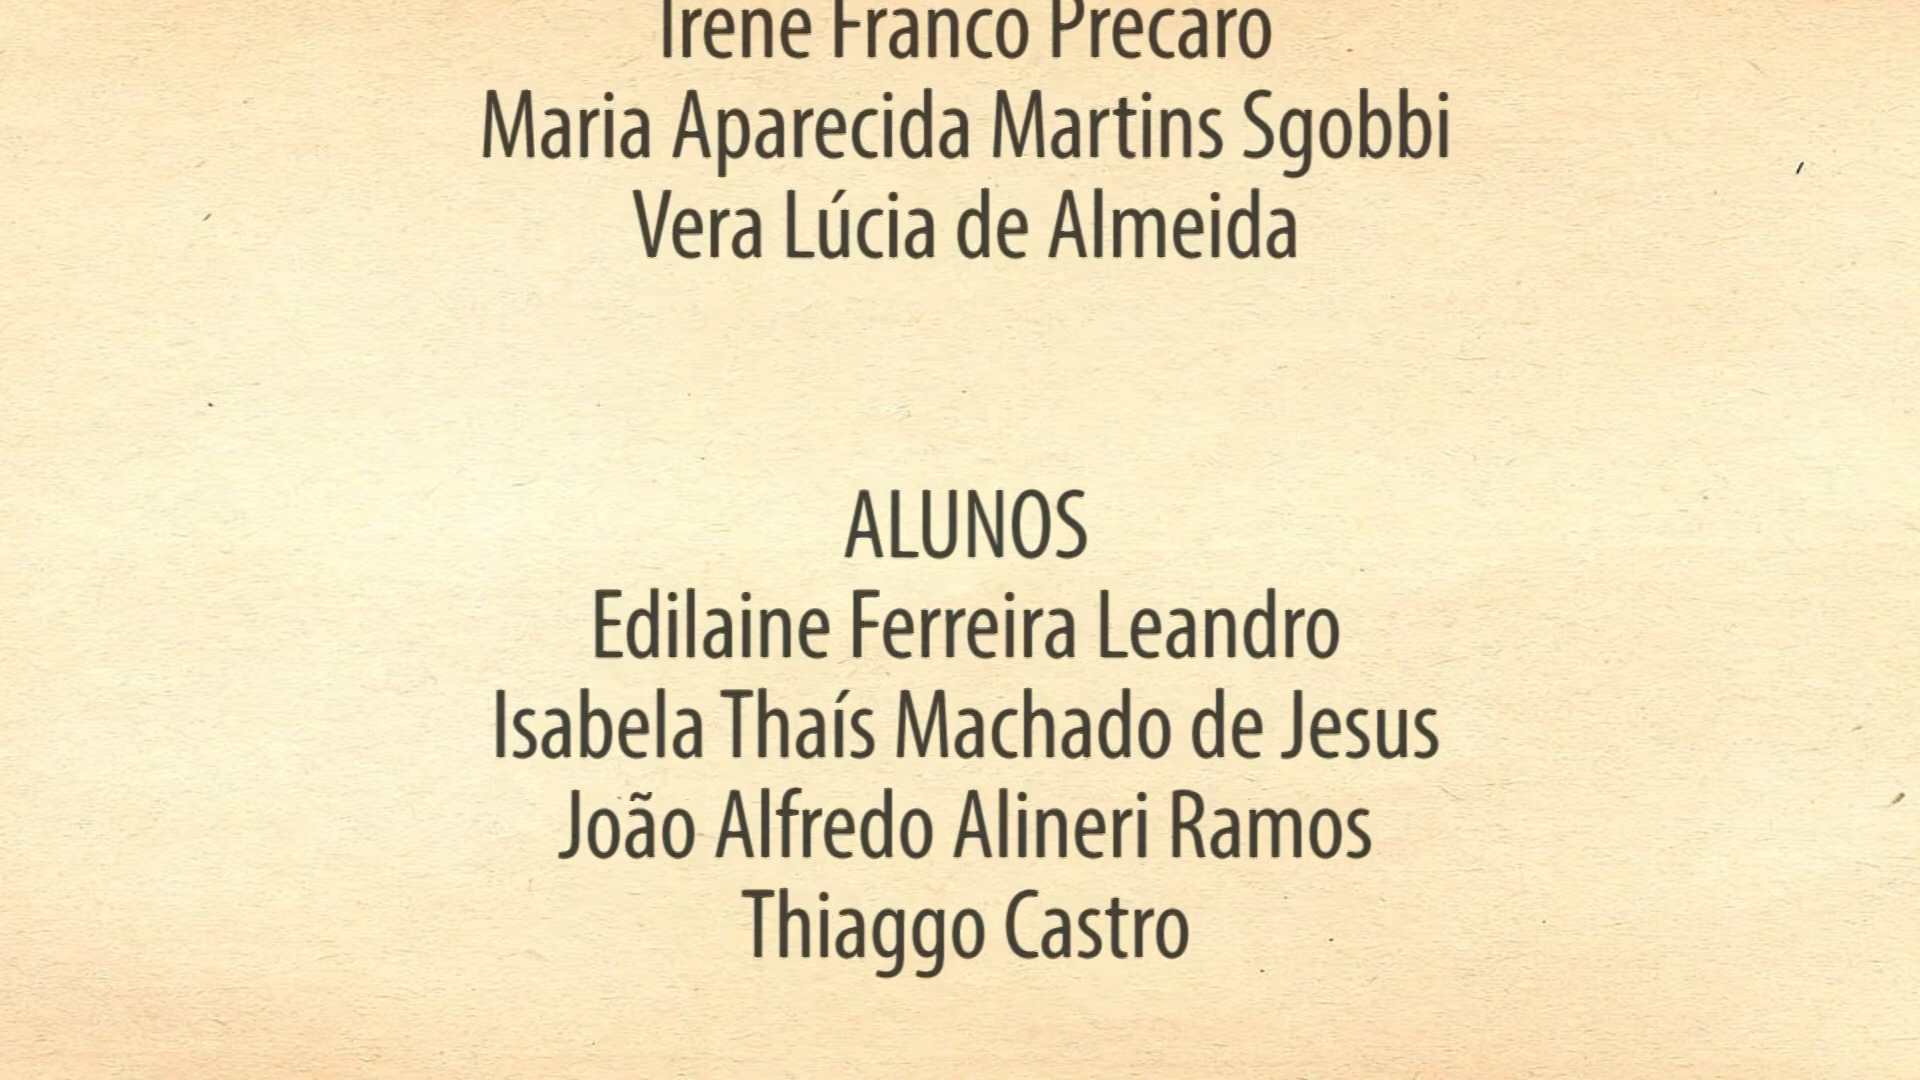 Irene Franco Precaro
Maria Aparecida Martins Sgobbi
Vera Lúcia de Almeida
ALUNOS
Edilaine Ferreira Leandro
Isabela Thaís Machado de Jesus
João Alfredo Alineri Ramos
Thiaggo Castro